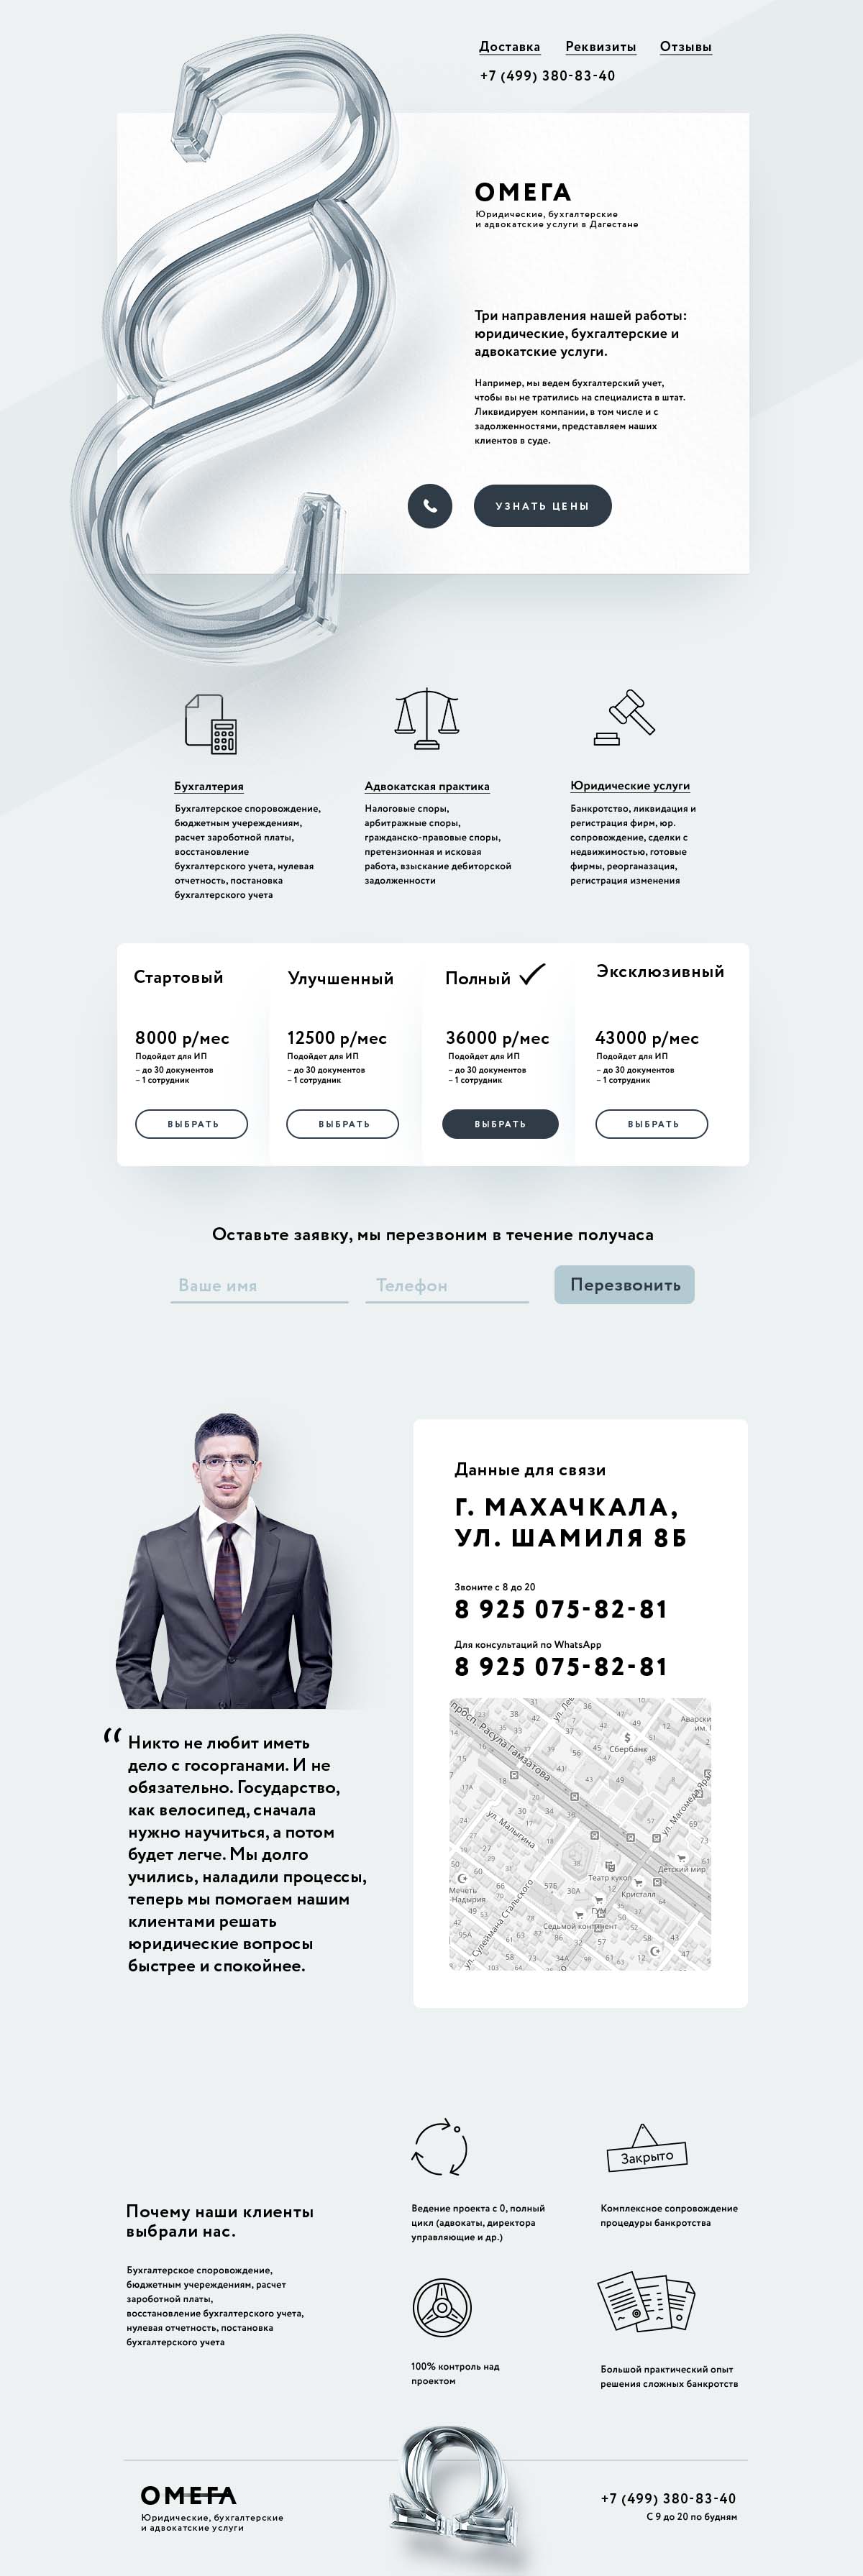 Доставка Реквизиты Отзывы
+7 (499) 380-83-40
ОМЕГА
Юридические, бухгалтерские
и адвокатские услуги в Дагестане
Три направления нашей работы:
юридические, бухгалтерские и
адвокатские услуги.
Например, мы ведем бухгалтерский учет,
чтобы вы не тратились на специалиста в штат.
Ликвидируем компании, в том числе и с
задолженностями, представляем наших
клиентов в суде.
УЗНАТЬ ЦЕНЫ
Бухгалтерия
Бухгалтерское споровождение,
бюджетным учереждениям,
расчет зароботной платы,
восстановление
бухгалтерского учета, нулевая
отчетность, постановка
бухгалтерского учета
Адвокатская практика
Налоговые споры,
арбитражные споры,
гражданско-правовые споры,
претензионная и исковая
работа, взыскание дебиторской
задолженности
Юридические услуги
Банкротство, ликвидация и
регистрация фирм, юр.
сопровождение, сделки с
недвижимостью, готовые
фирмы, реорганазация,
регистрация изменения
Стартовый
8000 р/мес
Подойдет для ИП
– до 30 документов
– 1 сотрудник
ВЫБРАТЬ
Улучшенный
12500 р/мес
Подойдет для ИП
– до 30 документов
– 1 сотрудник
ВЫБРАТЬ
Полный
36000 р/мес
Подойдет для ИП
– до 30 документов
– 1 сотрудник
ВЫБРАТЬ
Эксклюзивный
43000 р/мес
Подойдет для ИП
– до 30 документов
– 1 сотрудник
ВЫБРАТЬ
Оставьте заявку, мы перезвоним в течение получаса
Ваше имя
Телефон
Перезвонить
“ Никто не любит иметь
дело с госорганами. И не
обязательно. Государство,
как велосипед, сначала
нужно научиться, а потом
будет легче. Мы долго
учились, наладили процессы,
теперь мы помогаем нашим
клиентами решать
юридические вопросы
быстрее и спокойнее.
Данные для связи
Г. МАХАЧКАЛА,
УЛ. ШАМИЛЯ 8Б
Звоните с 8 до 20
8 925 075-82-81
Для консультаций по WhatsApp
8 925 075-82-81
просп. Расула Гамзатова
Сбербанк
ул. Малыгина
Детский мир
Театр кукол
Кристалл
Мечеть
Надырия
ГУМ
Седьмой континент
ул. Сулеймана Стальского
Почему наши клиенты
выбрали нас.
Бухгалтерское споровождение,
бюджетным учереждениям, расчет
зароботной платы,
восстановление бухгалтерского учета,
нулевая отчетность, постановка
бухгалтерского учета
Ведение проекта с 0, полный
цикл (адвокаты, директора
управляющие и др.)
Закрыто
Комплексное сопровождение
процедуры банкротства
100% контроль над
проектом
Большой практический опыт
решения сложных банкротств
ОМЕГА
Юридические, бухгалтерские
и адвокатские услуги
+7 (499) 380-83-40
С 9 до 20 по будням